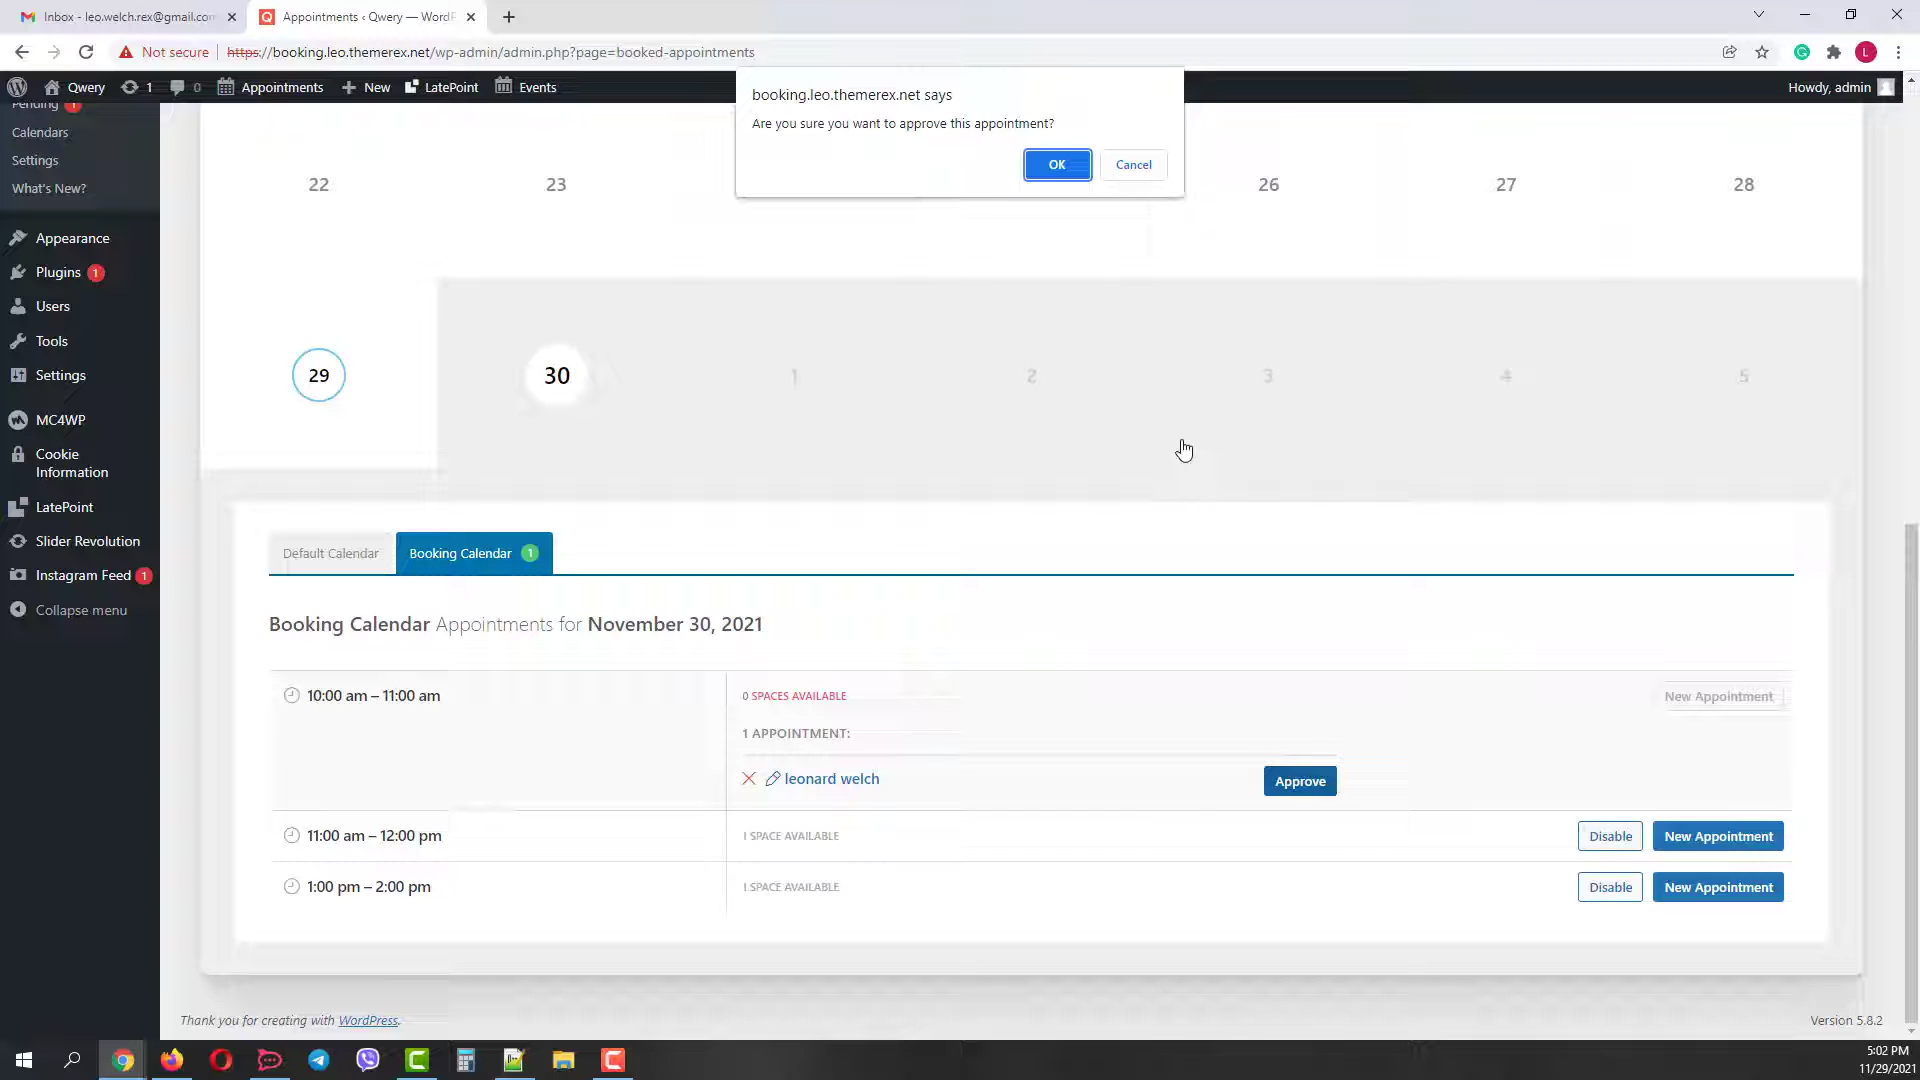 Inbox - leo.welch.rex@gmail.co
Appointments ‹ Qwery — WordP
Not secure
https://booking.leo.themerex.net/wp-admin/admin.php?page=booked-appointments
L
Qwery
1
0
Appointments
New
LatePoint
Events
Howdy, admin
booking.leo.themerex.net says
Are you sure you want to approve this appointment?
OK
Cancel
Pending 1
Calendars
Settings
What's New?
Appearance
Plugins 1
Users
Tools
Settings
MC4WP
Cookie
Information
LatePoint
Slider Revolution
Instagram Feed 1
Collapse menu
22
23
26
27
28
29
30
1
2
3
4
5
Default Calendar
Booking Calendar 1
Booking Calendar Appointments for November 30, 2021
10:00 am – 11:00 am
0 SPACES AVAILABLE
New Appointment
1 APPOINTMENT:
leonard welch
Approve
11:00 am – 12:00 pm
1 SPACE AVAILABLE
Disable
New Appointment
1:00 pm – 2:00 pm
1 SPACE AVAILABLE
Disable
New Appointment
Thank you for creating with WordPress.
Version 5.8.2
5:02 PM
11/29/2021